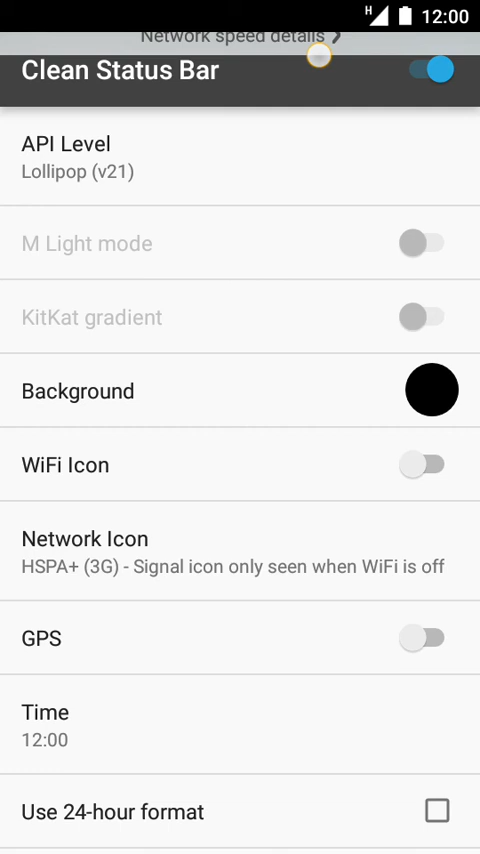 H 12:00
Network speed details
Clean Status Bar
API Level
Lollipop (v21)
M Light mode
KitKat gradient
Background
WiFi Icon
Network Icon
HSPA+ (3G) - Signal icon only seen when WiFi is off
GPS
Time
12:00
Use 24-hour format